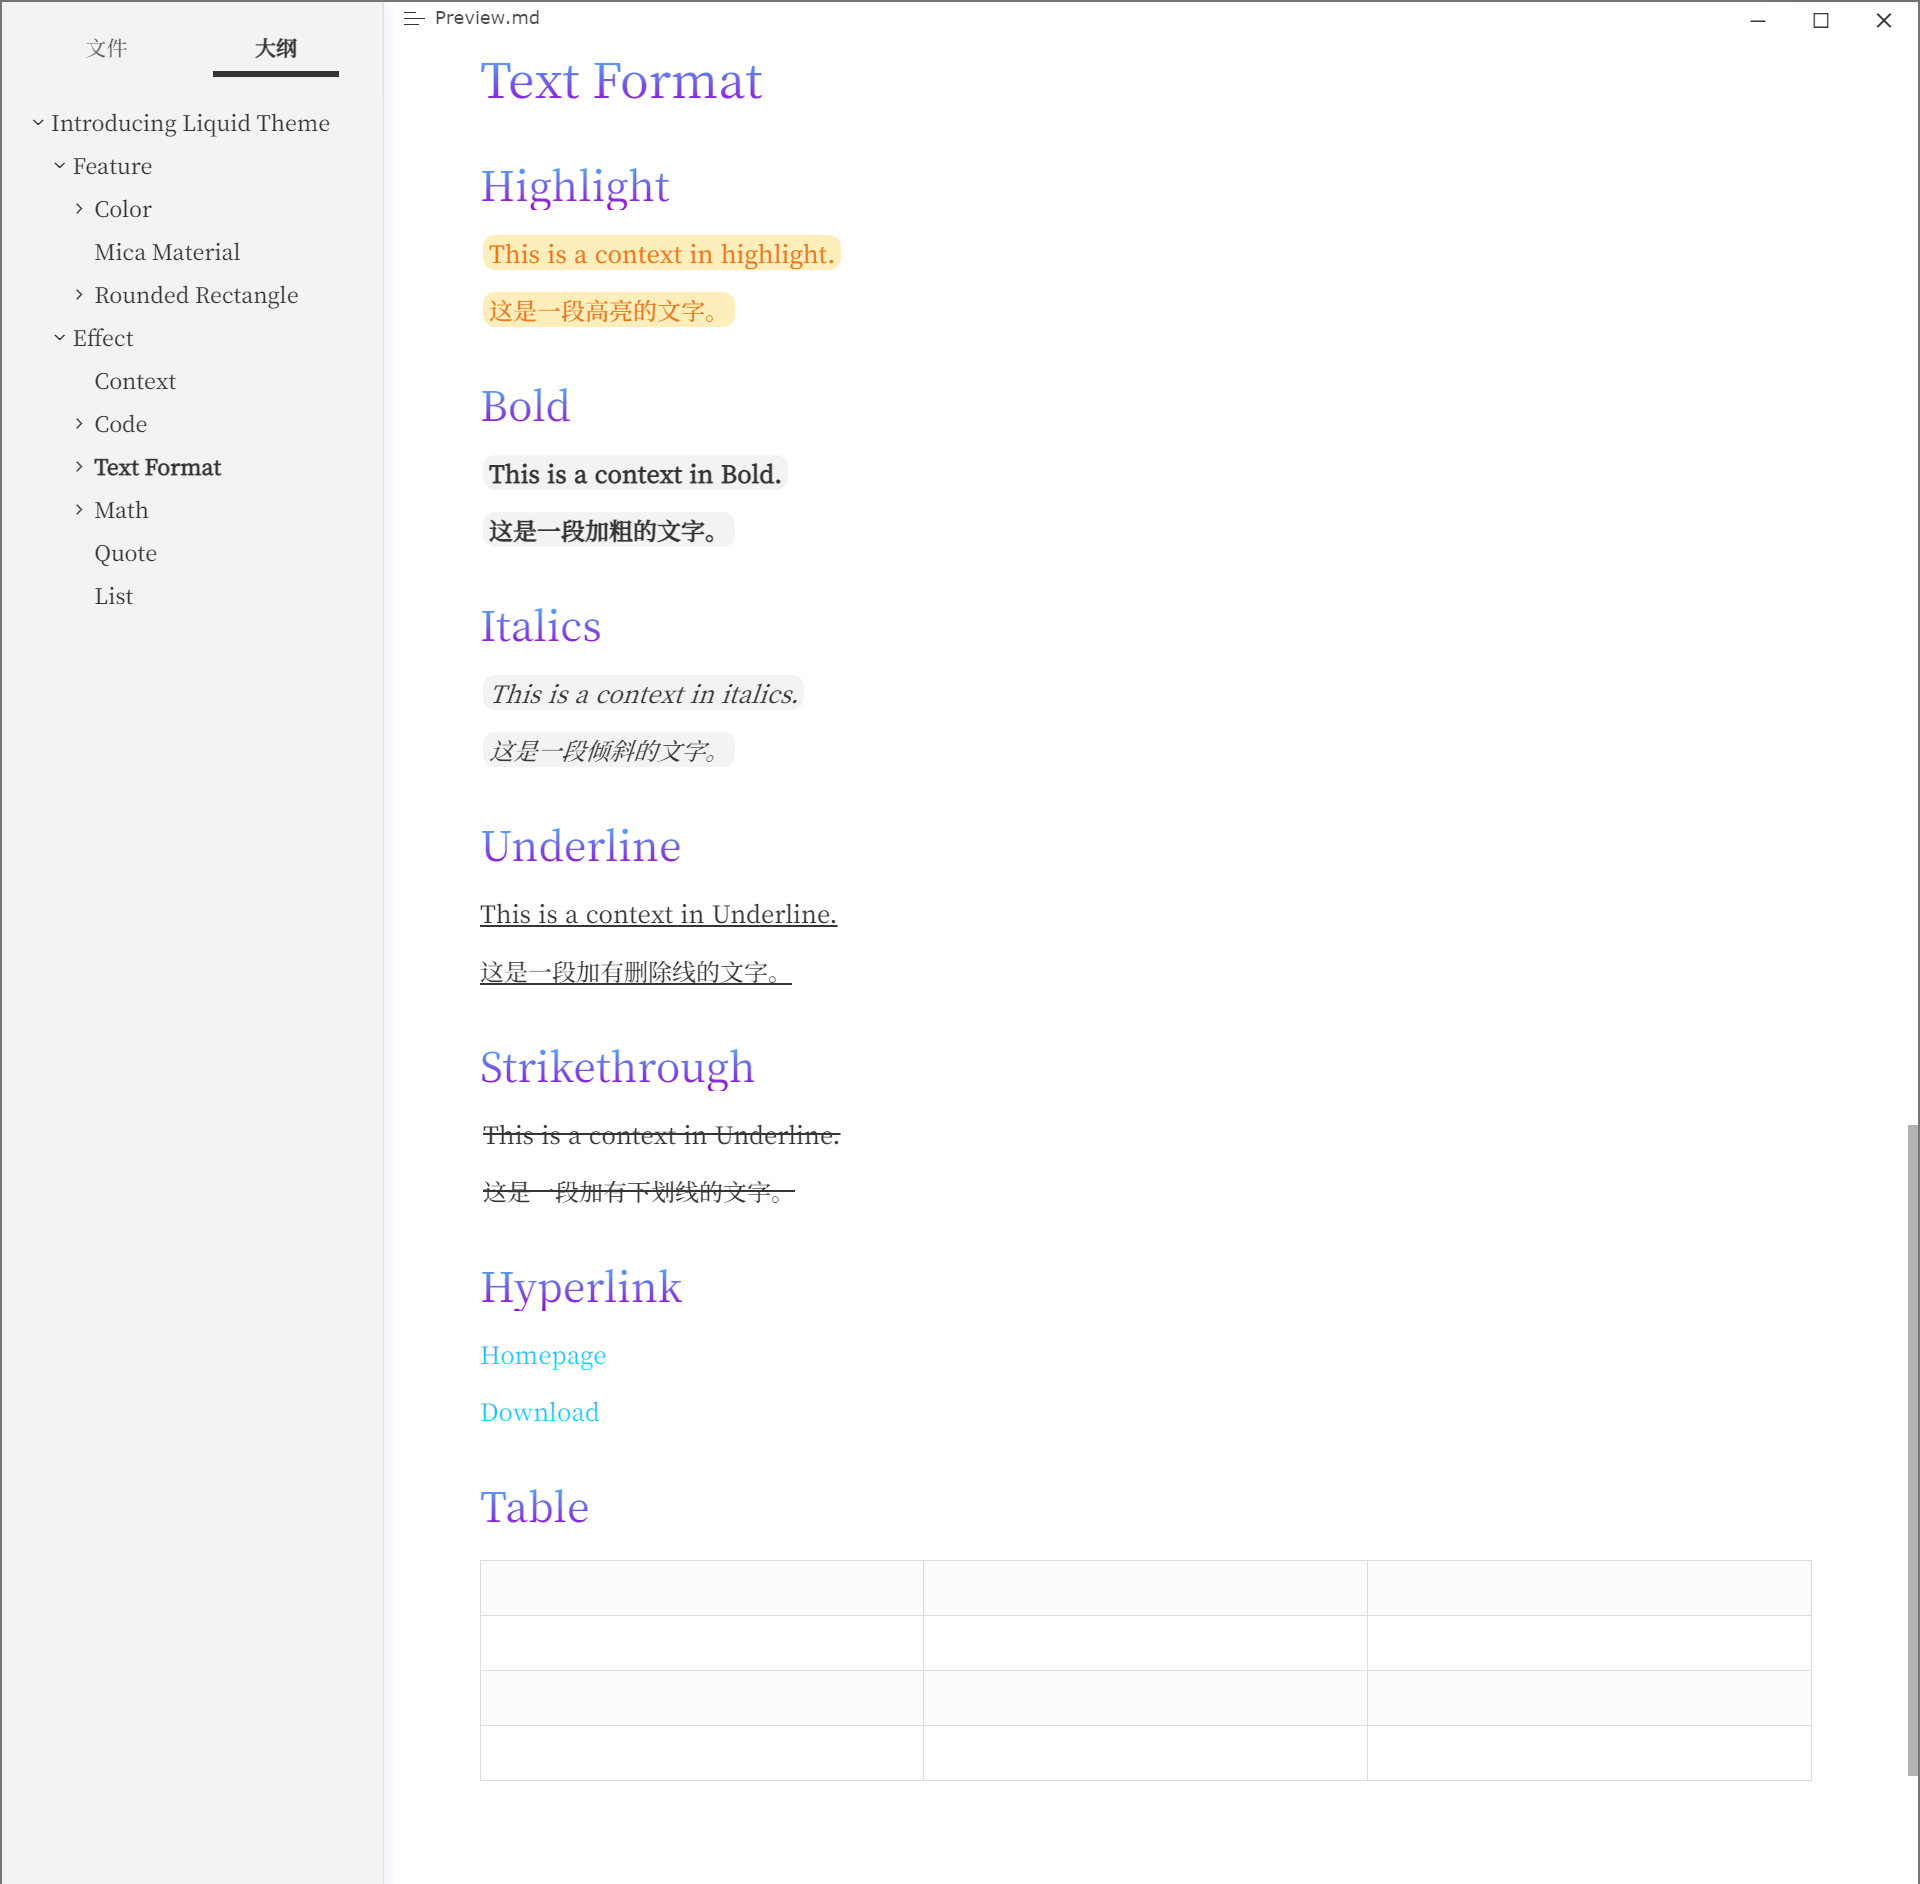 文件
大纲
Introducing Liquid Theme
Feature
Color
Mica Material
Rounded Rectangle
Effect
Context
Code
Text Format
Math
Quote
List
Preview.md
Text Format
Highlight
This is a context in highlight.
这是一段高亮的文字。
Bold
This is a context in Bold.
这是一段加粗的文字。
Italics
This is a context in italics.
这是一段倾斜的文字。
Underline
This is a context in Underline.
这是一段加有删除线的文字。
Strikethrough
This is a context in Underline.
这是一段加有下划线的文字。
Hyperlink
Homepage
Download
Table